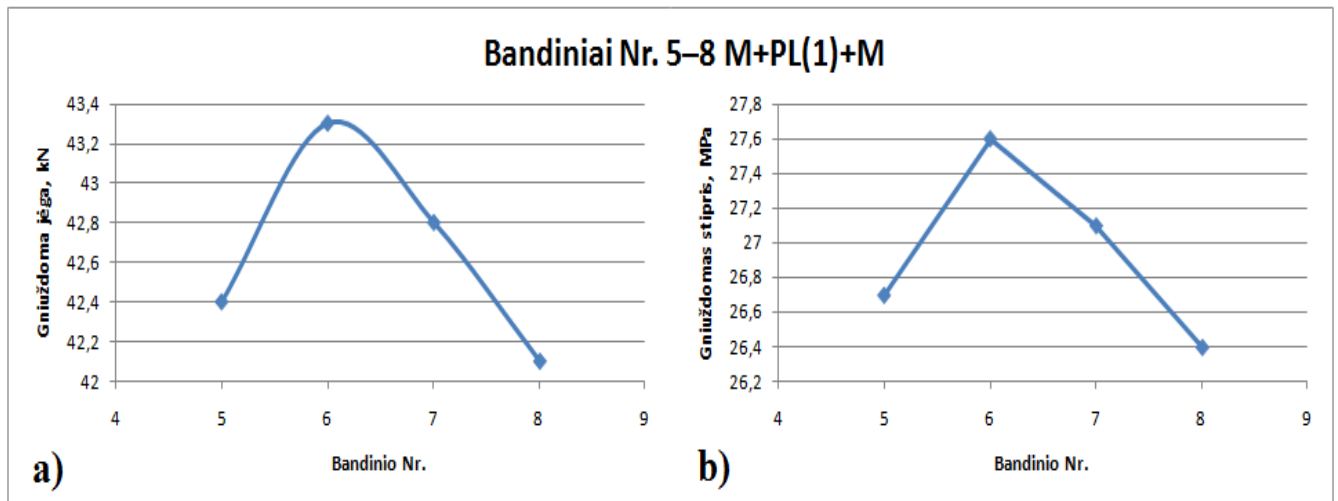 Bandiniai Nr. 5–8 M+PL(1)+M
Gniuždoma jėga, kN
43,4
43,2
43
42,8
42,6
42,4
42,2
42
4 5 6 7 8 9
Bandinio Nr.
a)
Gniuždomas stipris, MPa
27,8
27,6
27,4
27,2
27
26,8
26,6
26,4
26,2
4 5 6 7 8 9
Bandinio Nr.
b)